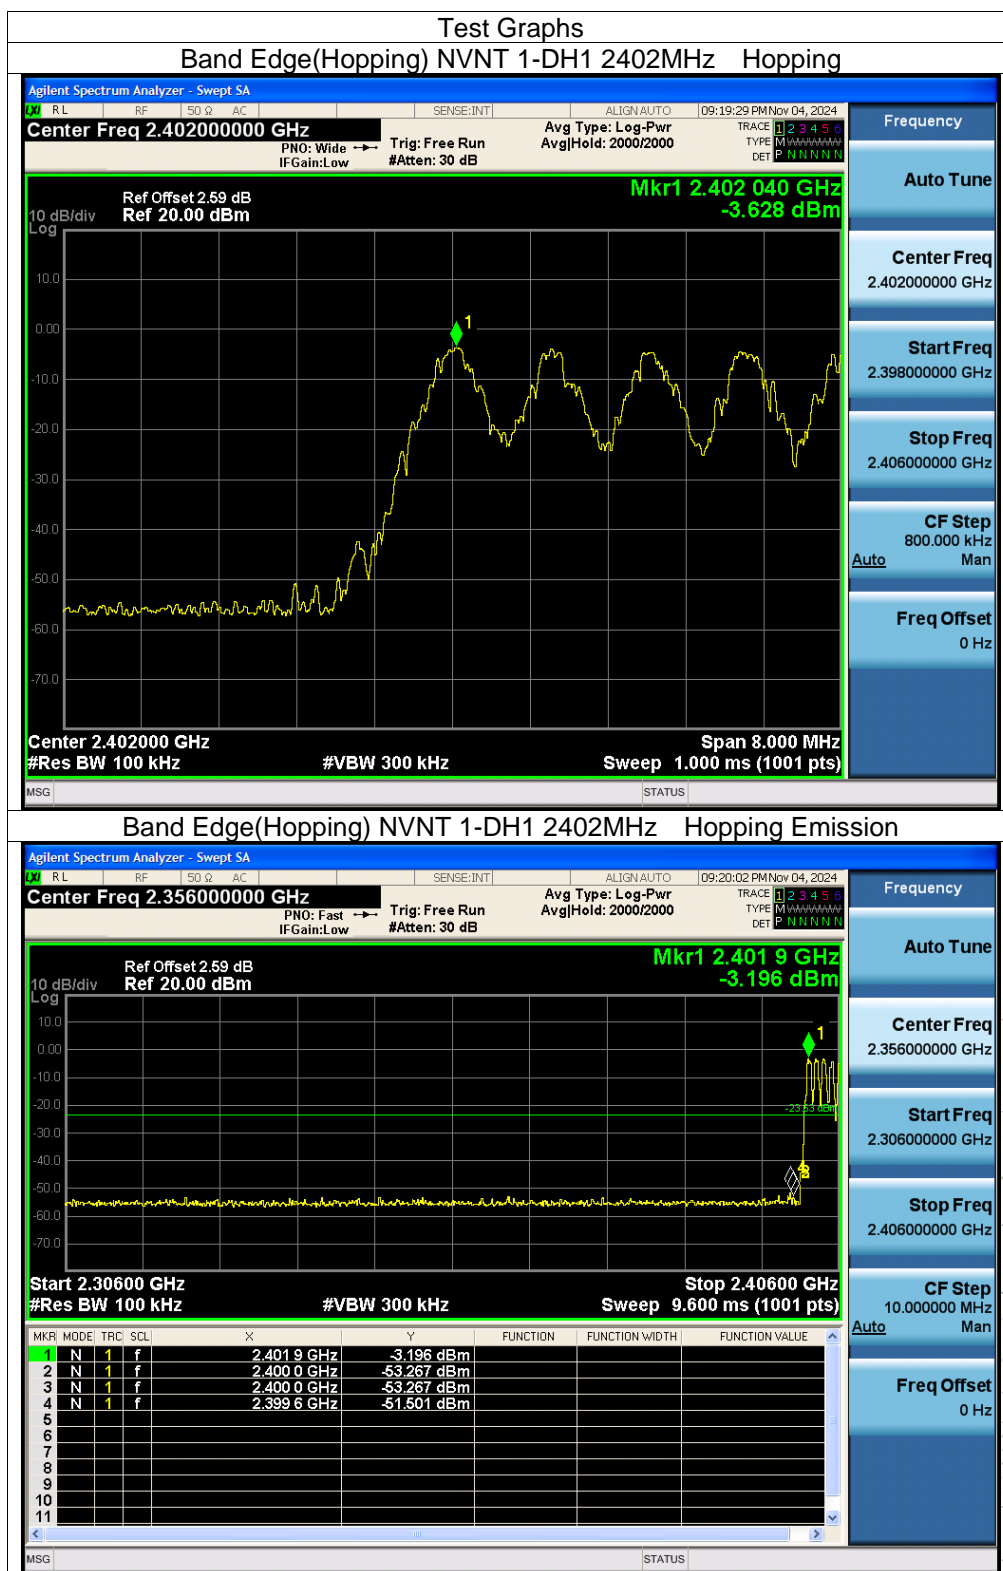 Test Graphs
Band Edge(Hopping) NVNT 1-DH1 2402MHz Hopping
Agilent Spectrum Analyzer - Swept SA
LXI RL RF 50 Ω AC SENSE:INT ALIGN AUTO 09:19:29 PM Nov 04, 2024
Center Freq 2.402000000 GHz
PNO: Wide
IFGain:Low
Trig: Free Run
#Atten: 30 dB
Avg Type: Log-Pwr
Avg|Hold: 2000/2000
TRACE 1 2 3 4 5 6
TYPE M
DET P N N N N N
Frequency
Mkr1 2.402 040 GHz
-3.628 dBm
Ref Offset 2.59 dB
10 dB/div Ref 20.00 dBm
Log
10.0
0.00
-10.0
-20.0
-30.0
-40.0
-50.0
-60.0
-70.0
1
Center 2.402000 GHz
Span 8.000 MHz
#Res BW 100 kHz
#VBW 300 kHz
Sweep 1.000 ms (1001 pts)
MSG
STATUS
Auto Tune
Center Freq
2.402000000 GHz
Start Freq
2.398000000 GHz
Stop Freq
2.406000000 GHz
CF Step
800.000 kHz
Auto Man
Freq Offset
0 Hz
Band Edge(Hopping) NVNT 1-DH1 2402MHz Hopping Emission
Agilent Spectrum Analyzer - Swept SA
LXI RL RF 50 Ω AC SENSE:INT ALIGN AUTO 09:20:02 PM Nov 04, 2024
Center Freq 2.356000000 GHz
PNO: Fast
IFGain:Low
Trig: Free Run
#Atten: 30 dB
Avg Type: Log-Pwr
Avg|Hold: 2000/2000
TRACE 1 2 3 4 5 6
TYPE M
DET P N N N N N
Frequency
Mkr1 2.401 9 GHz
-3.196 dBm
Ref Offset 2.59 dB
10 dB/div Ref 20.00 dBm
Log
10.0
0.00
-10.0
-20.0
-30.0
-40.0
-50.0
-60.0
-70.0
1
-23.63 dBm
Start 2.30600 GHz
Stop 2.40600 GHz
#Res BW 100 kHz
#VBW 300 kHz
Sweep 9.600 ms (1001 pts)
MKR MODE TRC SCL X Y FUNCTION FUNCTION WIDTH FUNCTION VALUE
1 N 1 f 2.401 9 GHz -3.196 dBm
2 N 1 f 2.400 0 GHz -53.267 dBm
3 N 1 f 2.400 0 GHz -53.267 dBm
4 N 1 f 2.399 6 GHz -51.501 dBm
5
6
7
8
9
10
11
MSG
STATUS
Auto Tune
Center Freq
2.356000000 GHz
Start Freq
2.306000000 GHz
Stop Freq
2.406000000 GHz
CF Step
10.000000 MHz
Auto Man
Freq Offset
0 Hz